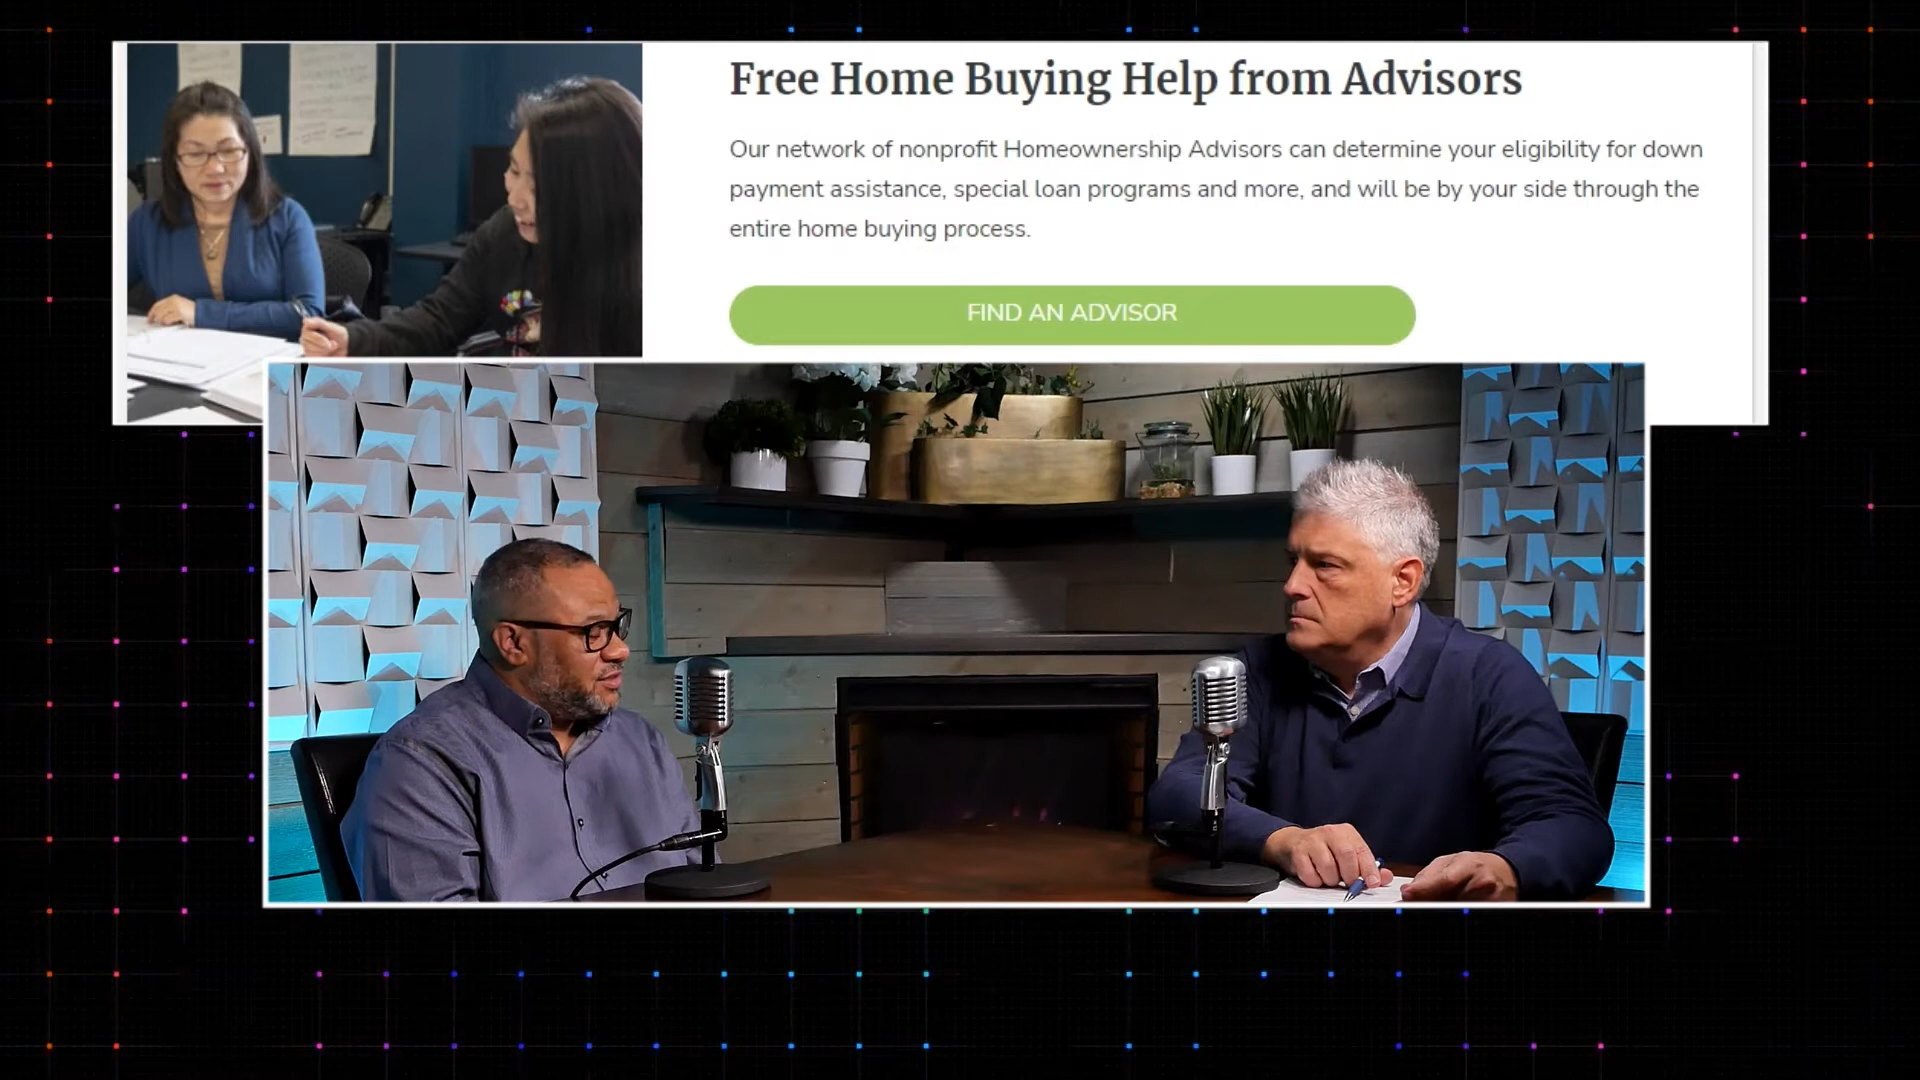 Free Home Buying Help from Advisors
Our network of nonprofit Homeownership Advisors can determine your eligibility for down
payment assistance, special loan programs and more, and will be by your side through the
entire home buying process.
FIND AN ADVISOR